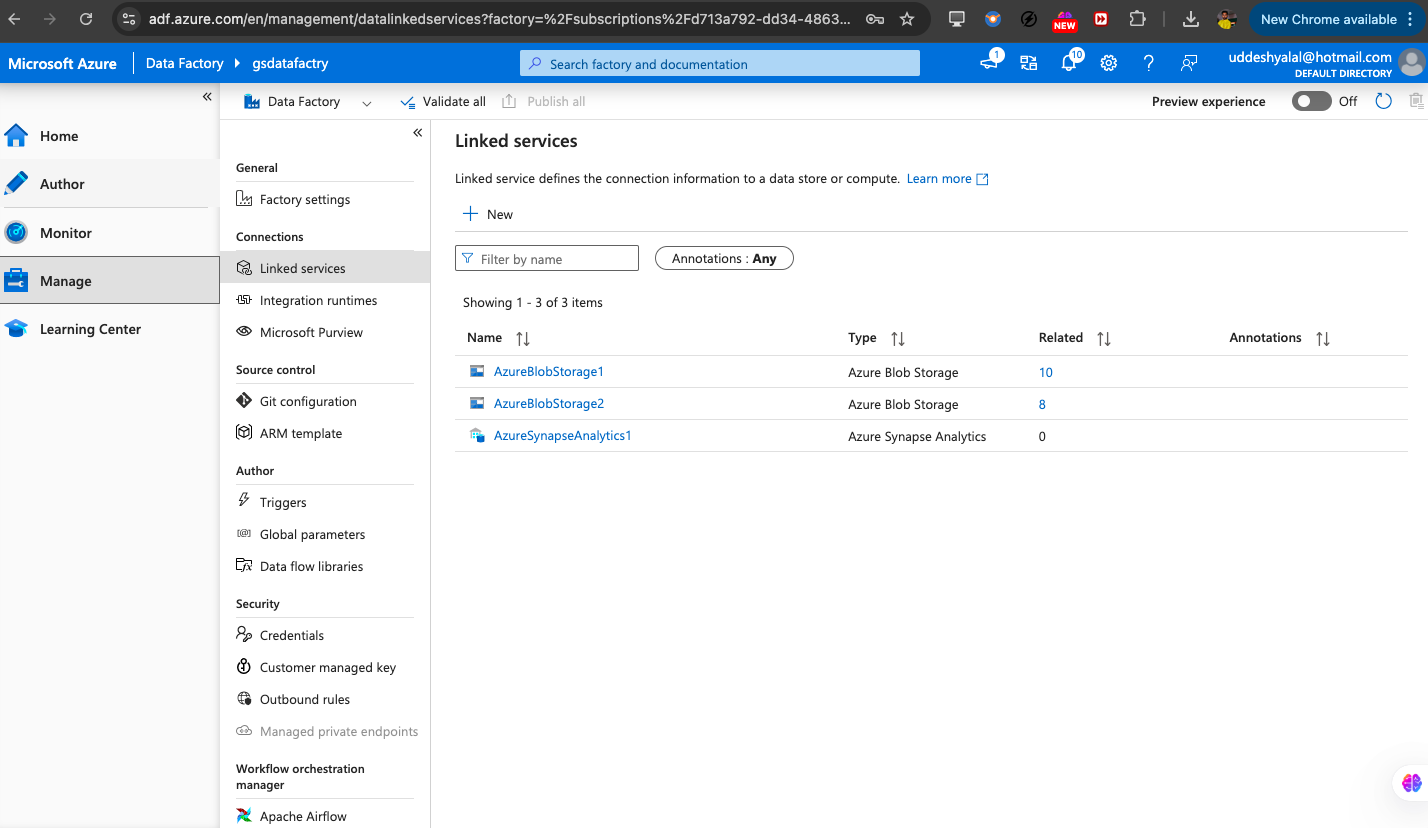 adf.azure.com/en/management/datalinkedservices?factory=%2Fsubscriptions%2Fd713a792-dd34-4863...
NEW
New Chrome available
Microsoft Azure
Data Factory
gsdatafactry
Search factory and documentation
1
10
uddeshyalal@hotmail.com
DEFAULT DIRECTORY
Home
Author
Monitor
Manage
Learning Center
Data Factory
Validate all
Publish all
Preview experience
Off
General
Factory settings
Connections
Linked services
Integration runtimes
Microsoft Purview
Source control
Git configuration
ARM template
Author
Triggers
Global parameters
Data flow libraries
Security
Credentials
Customer managed key
Outbound rules
Managed private endpoints
Workflow orchestration
manager
Apache Airflow
Linked services
Linked service defines the connection information to a data store or compute. Learn more
New
Filter by name
Annotations : Any
Showing 1 - 3 of 3 items
Name Type Related Annotations
AzureBlobStorage1 Azure Blob Storage 10
AzureBlobStorage2 Azure Blob Storage 8
AzureSynapseAnalytics1 Azure Synapse Analytics 0